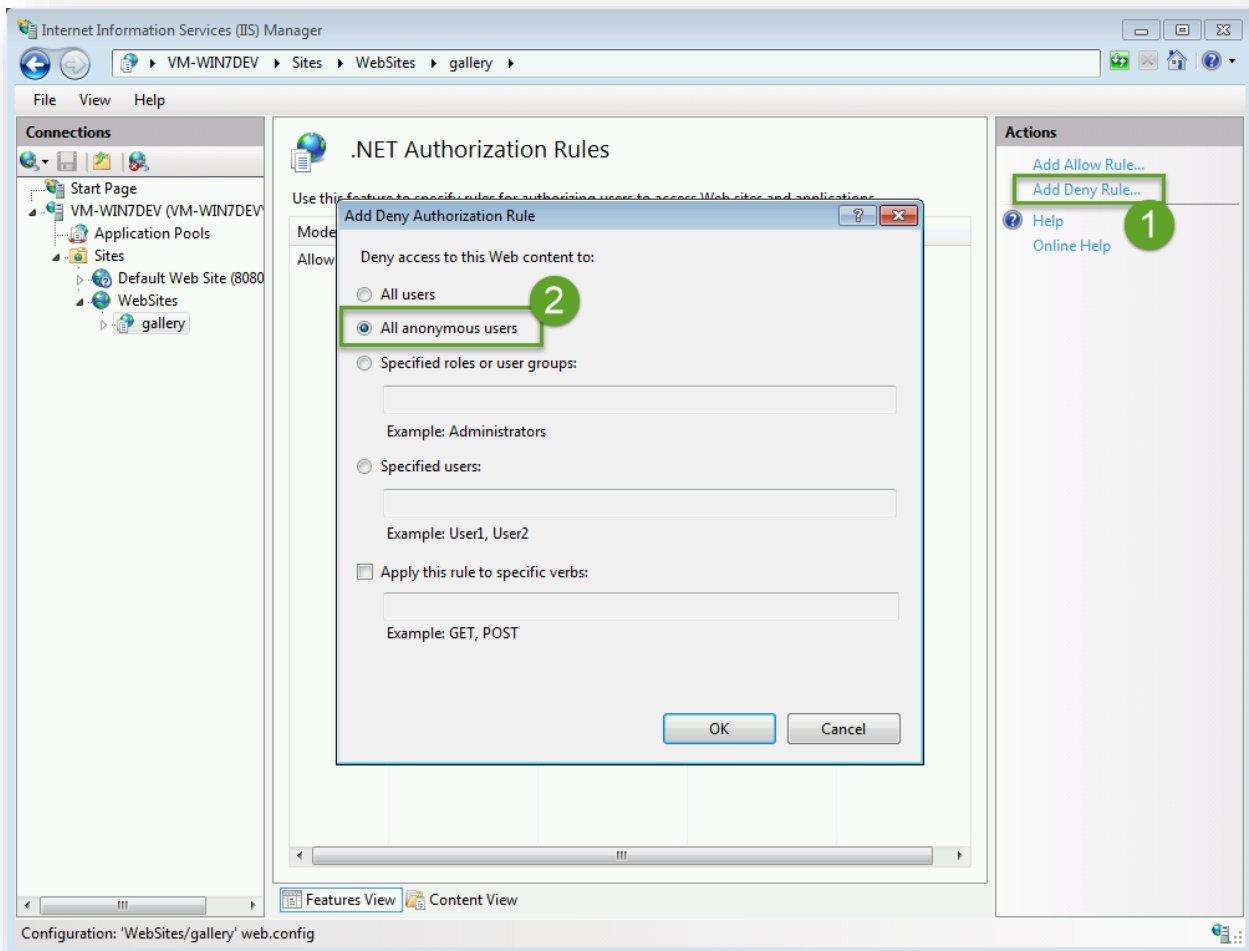 Internet Information Services (IIS) Manager
VM-WIN7DEV Sites WebSites gallery
File View Help
Connections
Start Page
VM-WIN7DEV (VM-WIN7DEV
Application Pools
Sites
Default Web Site (8080
WebSites
gallery
.NET Authorization Rules
Use this feature to specify rules for authorizing users to access Web sites and applications.
Mode
Allow
Add Deny Authorization Rule
Deny access to this Web content to:
All users
2
All anonymous users
Specified roles or user groups:
Example: Administrators
Specified users:
Example: User1, User2
Apply this rule to specific verbs:
Example: GET, POST
OK Cancel
Features View Content View
Actions
Add Allow Rule...
Add Deny Rule...
1
Help
Online Help
Configuration: 'WebSites/gallery' web.config